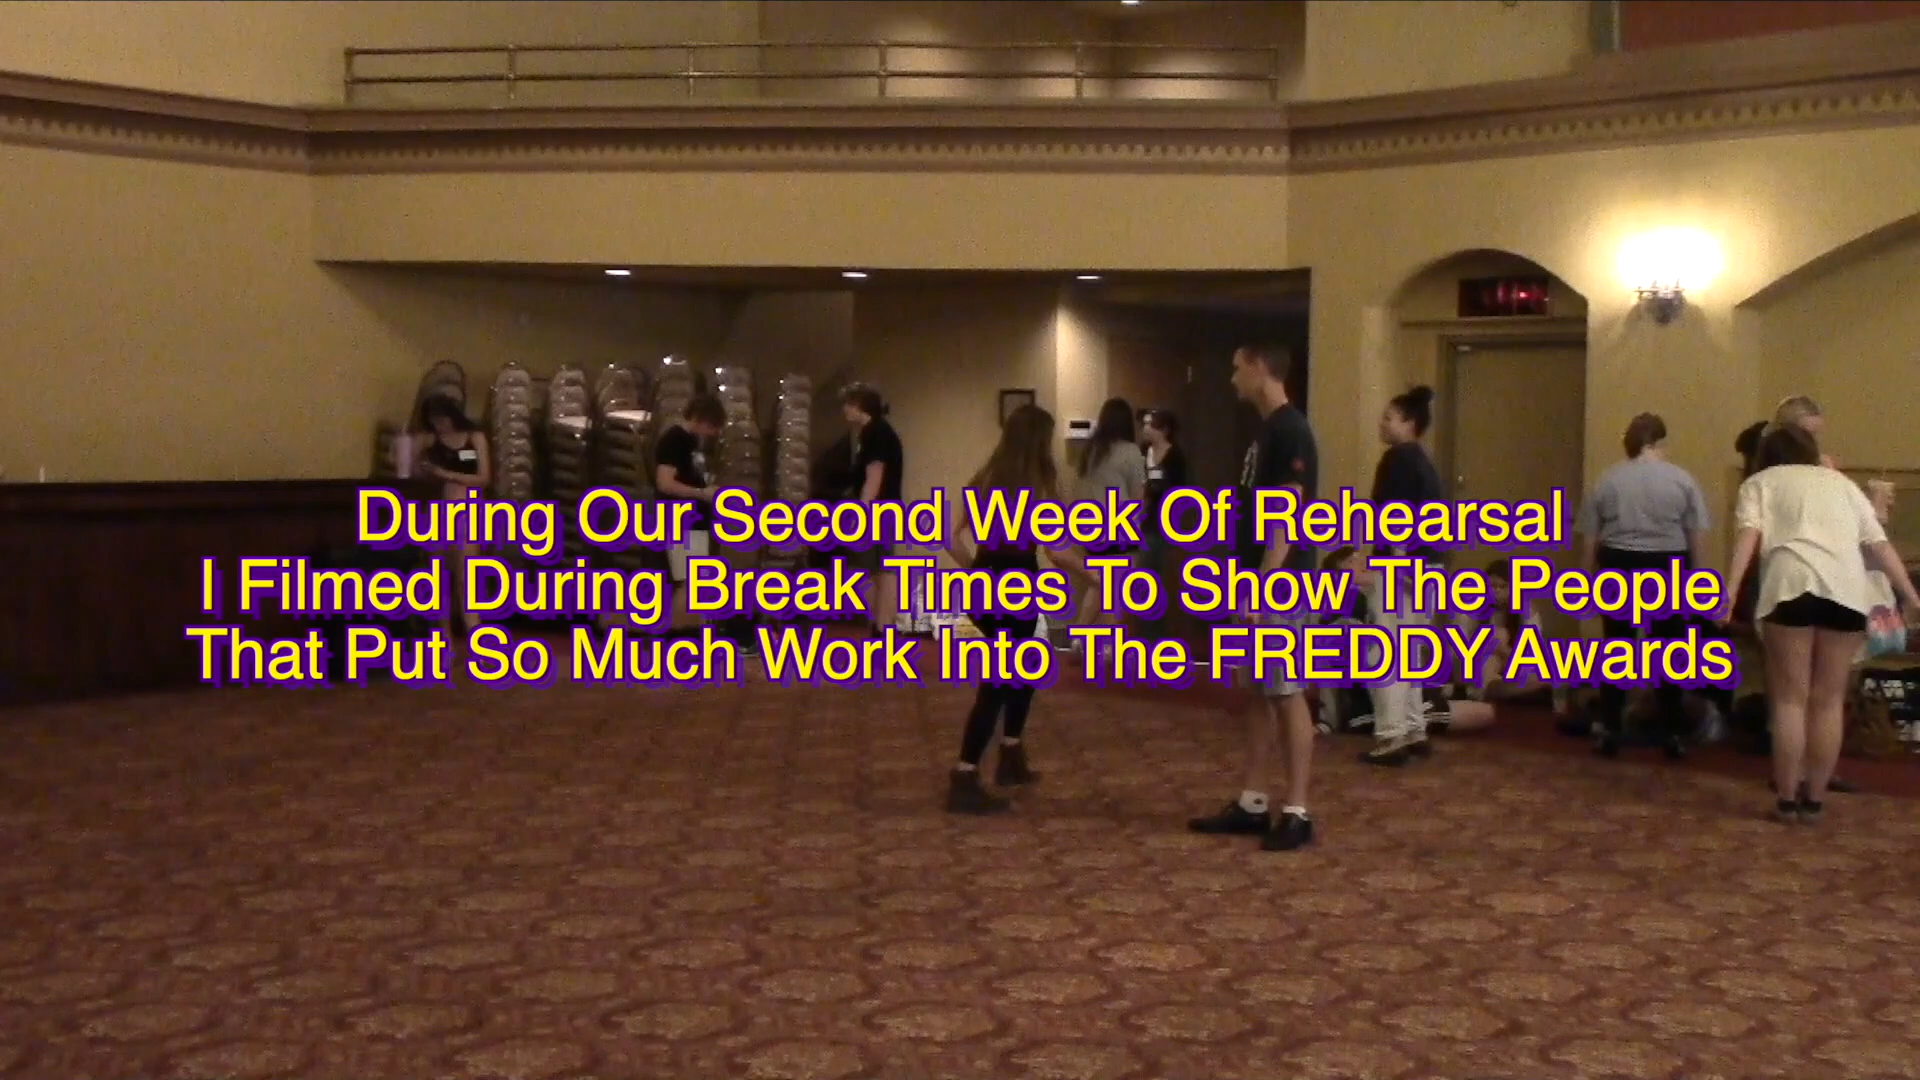 During Our Second Week Of Rehearsal
I Filmed During Break Times To Show The People
That Put So Much Work Into The FREDDY Awards